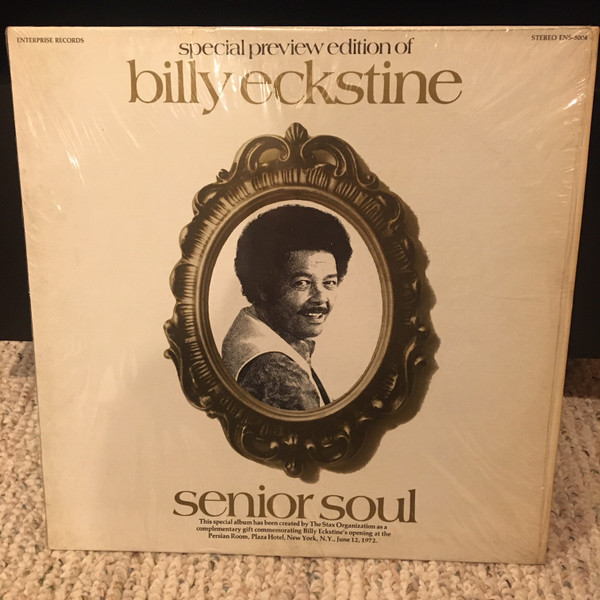 ENTERPRISE RECORDS
STEREO ENS-5004
special preview edition of
billy eckstine
senior soul
This special album has been created by The Stax Organization as a
complementary gift commemorating Billy Eckstine's opening at the
Persian Room, Plaza Hotel, New York, N.Y., June 12, 1972.